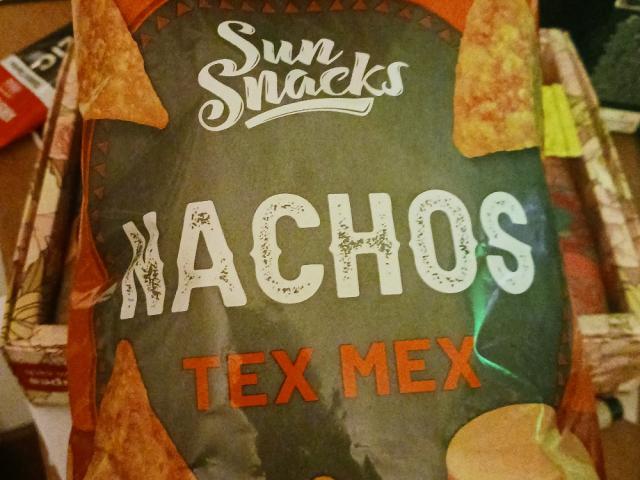 Sun
Snacks
NACHOS
TEX MEX